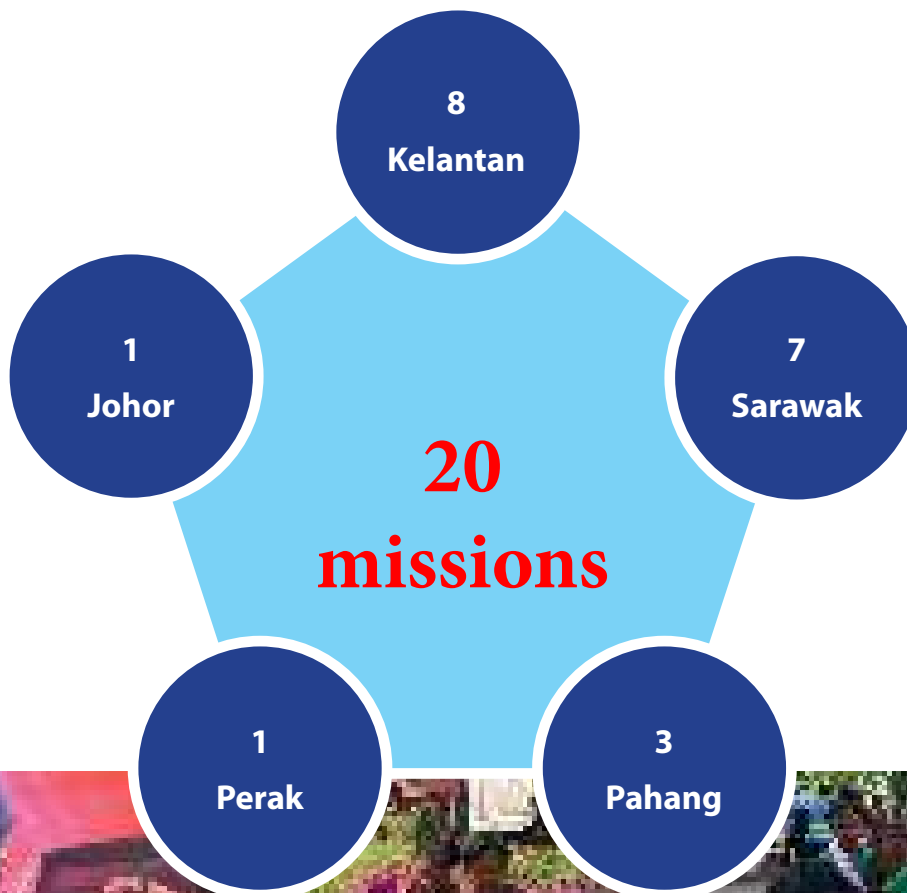 8
Kelantan
1
Johor
7
Sarawak
20
missions
1
Perak
3
Pahang